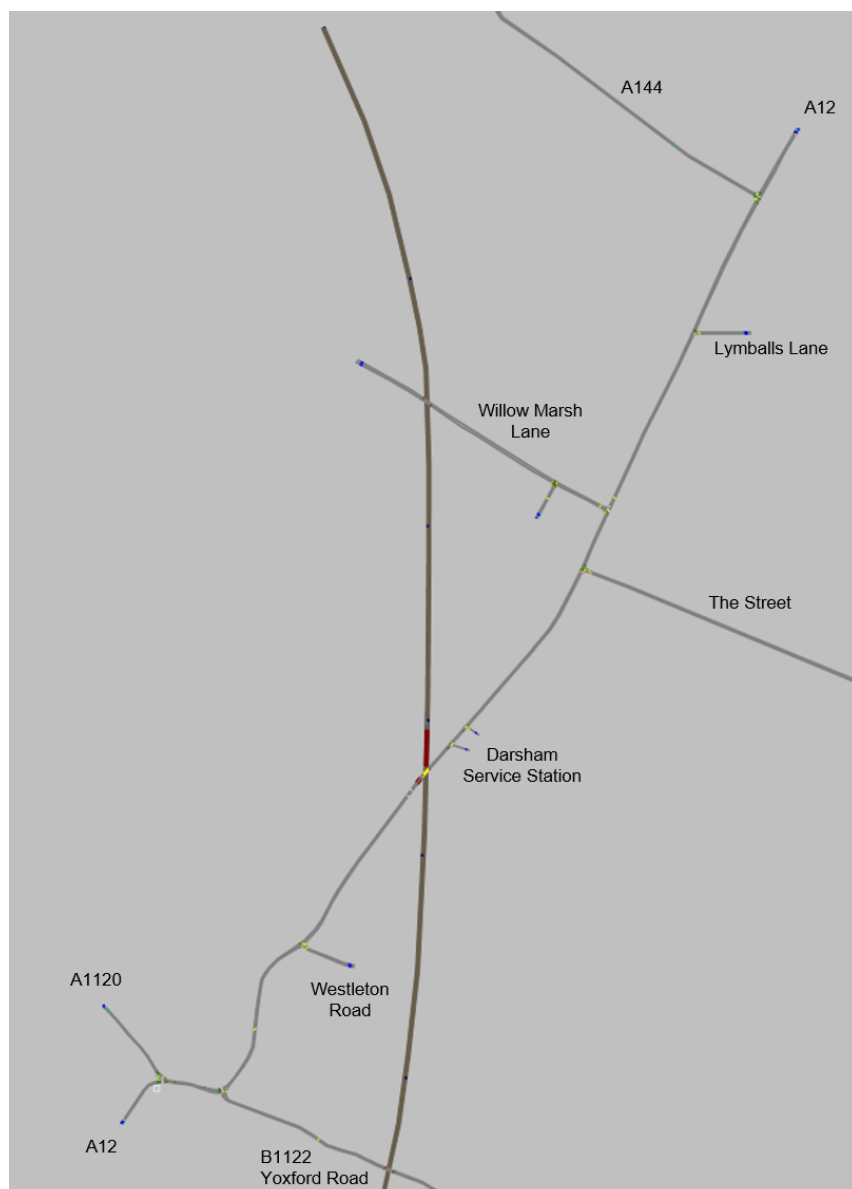 A144
A12
Lymballs Lane
Willow Marsh
Lane
The Street
Darsham
Service Station
A1120
Westleton
Road
A12
B1122
Yoxford Road